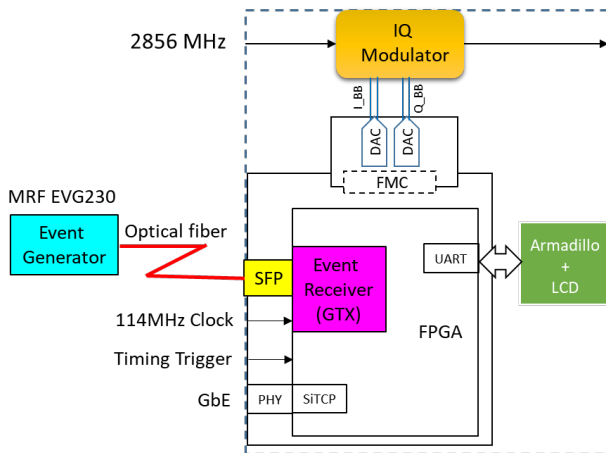 2856 MHz
IQ
Modulator
I_BB
Q_BB
DAC
DAC
FMC
MRF EVG230
Event
Generator
Optical fiber
SFP
Event
Receiver
(GTX)
UART
Armadillo
+
LCD
114MHz Clock
FPGA
Timing Trigger
GbE
PHY
SiTCP